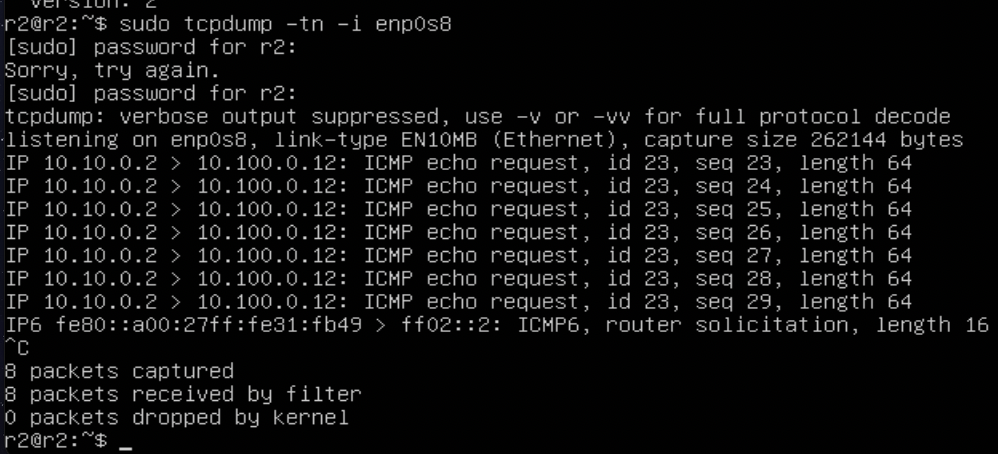 version: 2
r2@r2:~$ sudo tcpdump -tn -i enp0s8
[sudo] password for r2:
Sorry, try again.
[sudo] password for r2:
tcpdump: verbose output suppressed, use -v or -vv for full protocol decode
listening on enp0s8, link-type EN10MB (Ethernet), capture size 262144 bytes
IP 10.10.0.2 > 10.100.0.12: ICMP echo request, id 23, seq 23, length 64
IP 10.10.0.2 > 10.100.0.12: ICMP echo request, id 23, seq 24, length 64
IP 10.10.0.2 > 10.100.0.12: ICMP echo request, id 23, seq 25, length 64
IP 10.10.0.2 > 10.100.0.12: ICMP echo request, id 23, seq 26, length 64
IP 10.10.0.2 > 10.100.0.12: ICMP echo request, id 23, seq 27, length 64
IP 10.10.0.2 > 10.100.0.12: ICMP echo request, id 23, seq 28, length 64
IP 10.10.0.2 > 10.100.0.12: ICMP echo request, id 23, seq 29, length 64
IP6 fe80::a00:27ff:fe31:fb49 > ff02::2: ICMP6, router solicitation, length 16
^C
8 packets captured
8 packets received by filter
0 packets dropped by kernel
r2@r2:~$ _